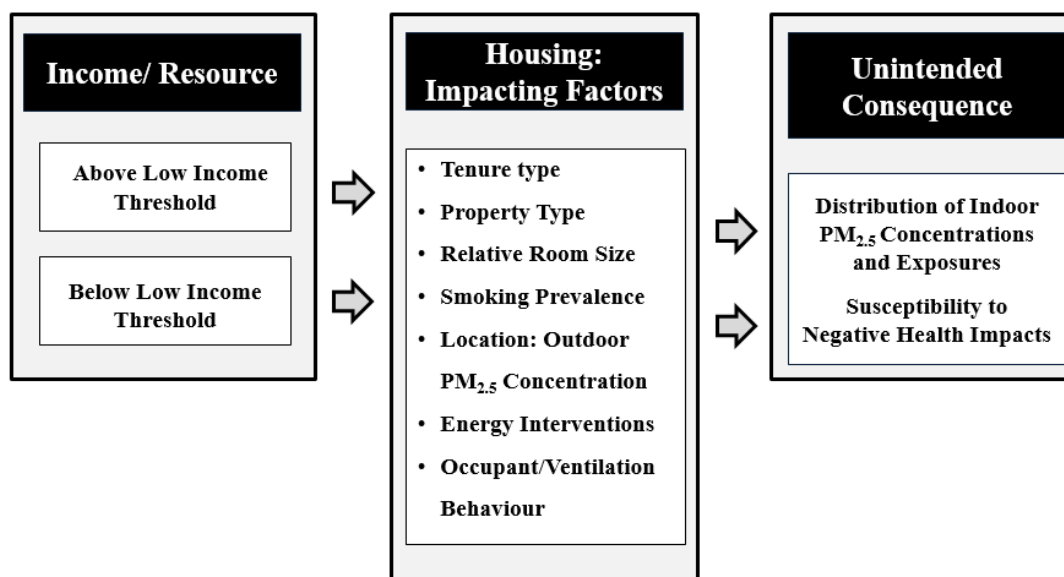 Income/ Resource
Above Low Income
Threshold
Below Low Income
Threshold
Housing:
Impacting Factors
• Tenure type
• Property Type
• Relative Room Size
• Smoking Prevalence
• Location: Outdoor
PM2.5 Concentration
• Energy Interventions
• Occupant/Ventilation
Behaviour
Unintended
Consequence
Distribution of Indoor
PM2.5 Concentrations
and Exposures
Susceptibility to
Negative Health Impacts